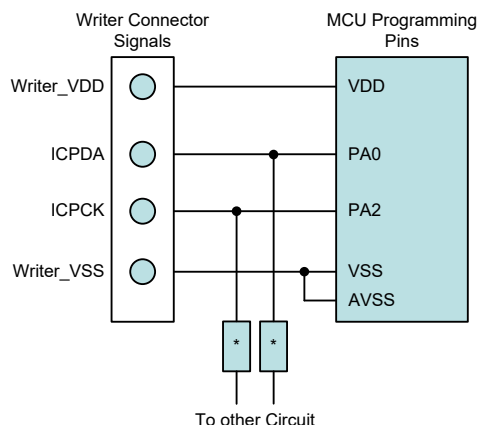 Writer Connector
Signals
MCU Programming
Pins
Writer_VDD
VDD
ICPDA
PA0
ICPCK
PA2
Writer_VSS
VSS
AVSS
* *
To other Circuit